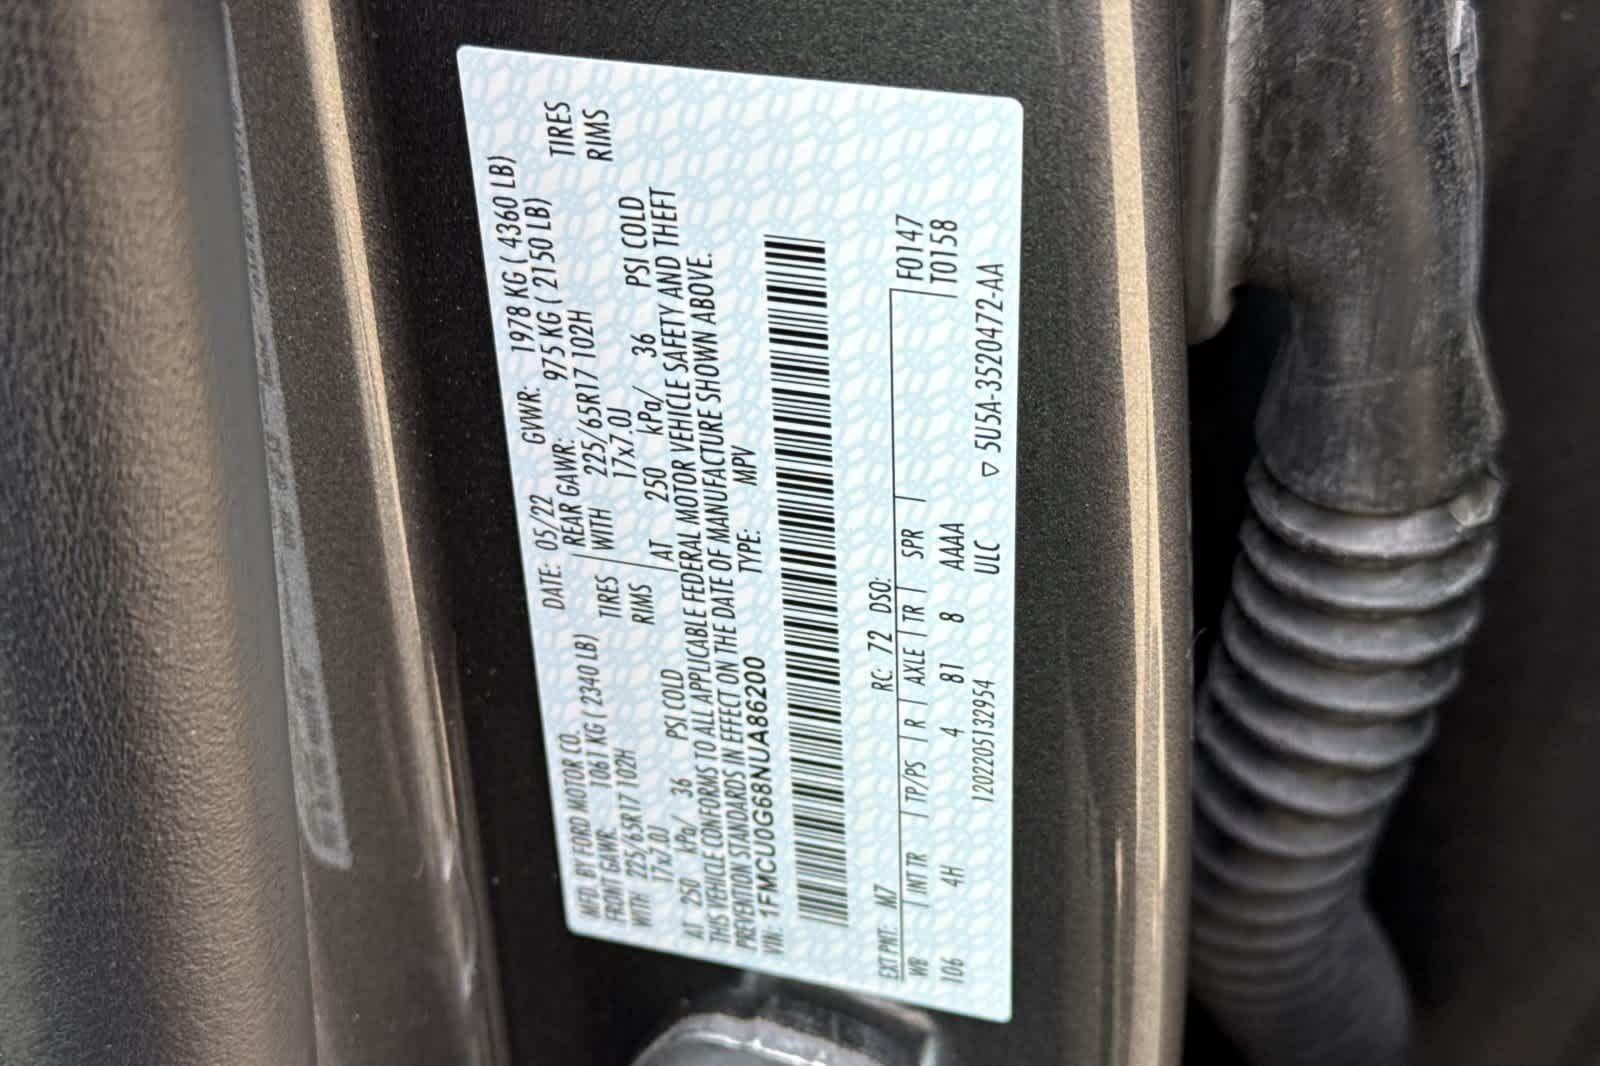 MFD. BY FORD MOTOR CO. DATE: 05/22 GVWR: 1978 KG ( 4360 LB)
FRONT GAWR: 1061 KG ( 2340 LB) REAR GAWR: 975 KG ( 2150 LB)
WITH 225/65R17 102H TIRES WITH 225/65R17 102H TIRES
17x7.0J RIMS 17x7.0J RIMS
AT 250 kPa/ 36 PSI COLD AT 250 kPa/ 36 PSI COLD
THIS VEHICLE CONFORMS TO ALL APPLICABLE FEDERAL MOTOR VEHICLE SAFETY AND THEFT
PREVENTION STANDARDS IN EFFECT ON THE DATE OF MANUFACTURE SHOWN ABOVE.
VIN: 1FMCU0G68NUA86200 TYPE: MPV
EXT PNT: M7 RC: 72 DSO: F0147
WB | INT TR | TP/PS | R | AXLE | TR | SPR | T0158
106 4H 4 81 8 AAAA
1202205132954 ULC ▽ 5U5A-3520472-AA